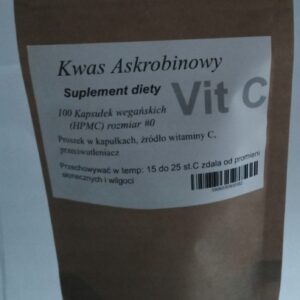 Kwas Askrobinowy
Suplement diety
Vit C
100 Kapsułek wegańskich
(HPMC) rozmiar #0
Proszek w kapułkach, źródło witaminy C,
przeciwutleniacz
Przechowywać w temp: 15 do 25 st.C zdala od promieni
słonecznych i wilgoci